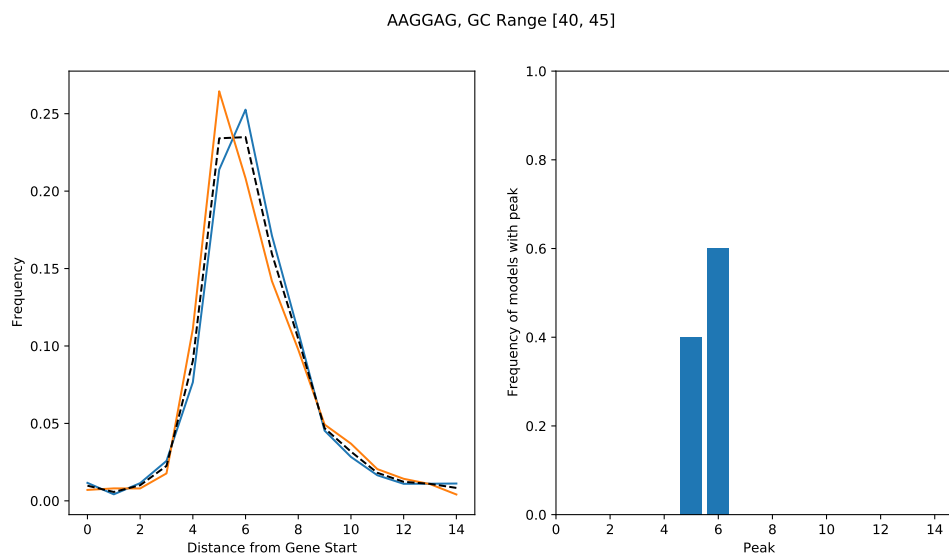 AAGGAG, GC Range [40, 45]
0.25
0.20
0.15
0.10
0.05
0.00
Frequency
0 2 4 6 8 10 12 14
Distance from Gene Start
1.0
0.8
0.6
0.4
0.2
0.0
Frequency of models with peak
0 2 4 6 8 10 12 14
Peak